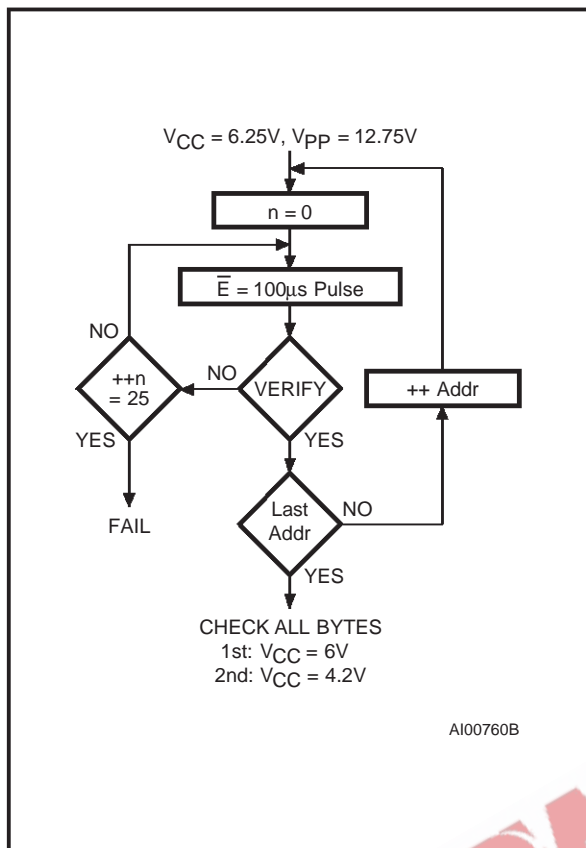 VCC = 6.25V, VPP = 12.75V
n = 0
E̅ = 100µs Pulse
NO
++n
= 25
NO
VERIFY
++ Addr
YES
YES
Last
Addr
NO
FAIL
YES
CHECK ALL BYTES
1st: VCC = 6V
2nd: VCC = 4.2V
AI00760B